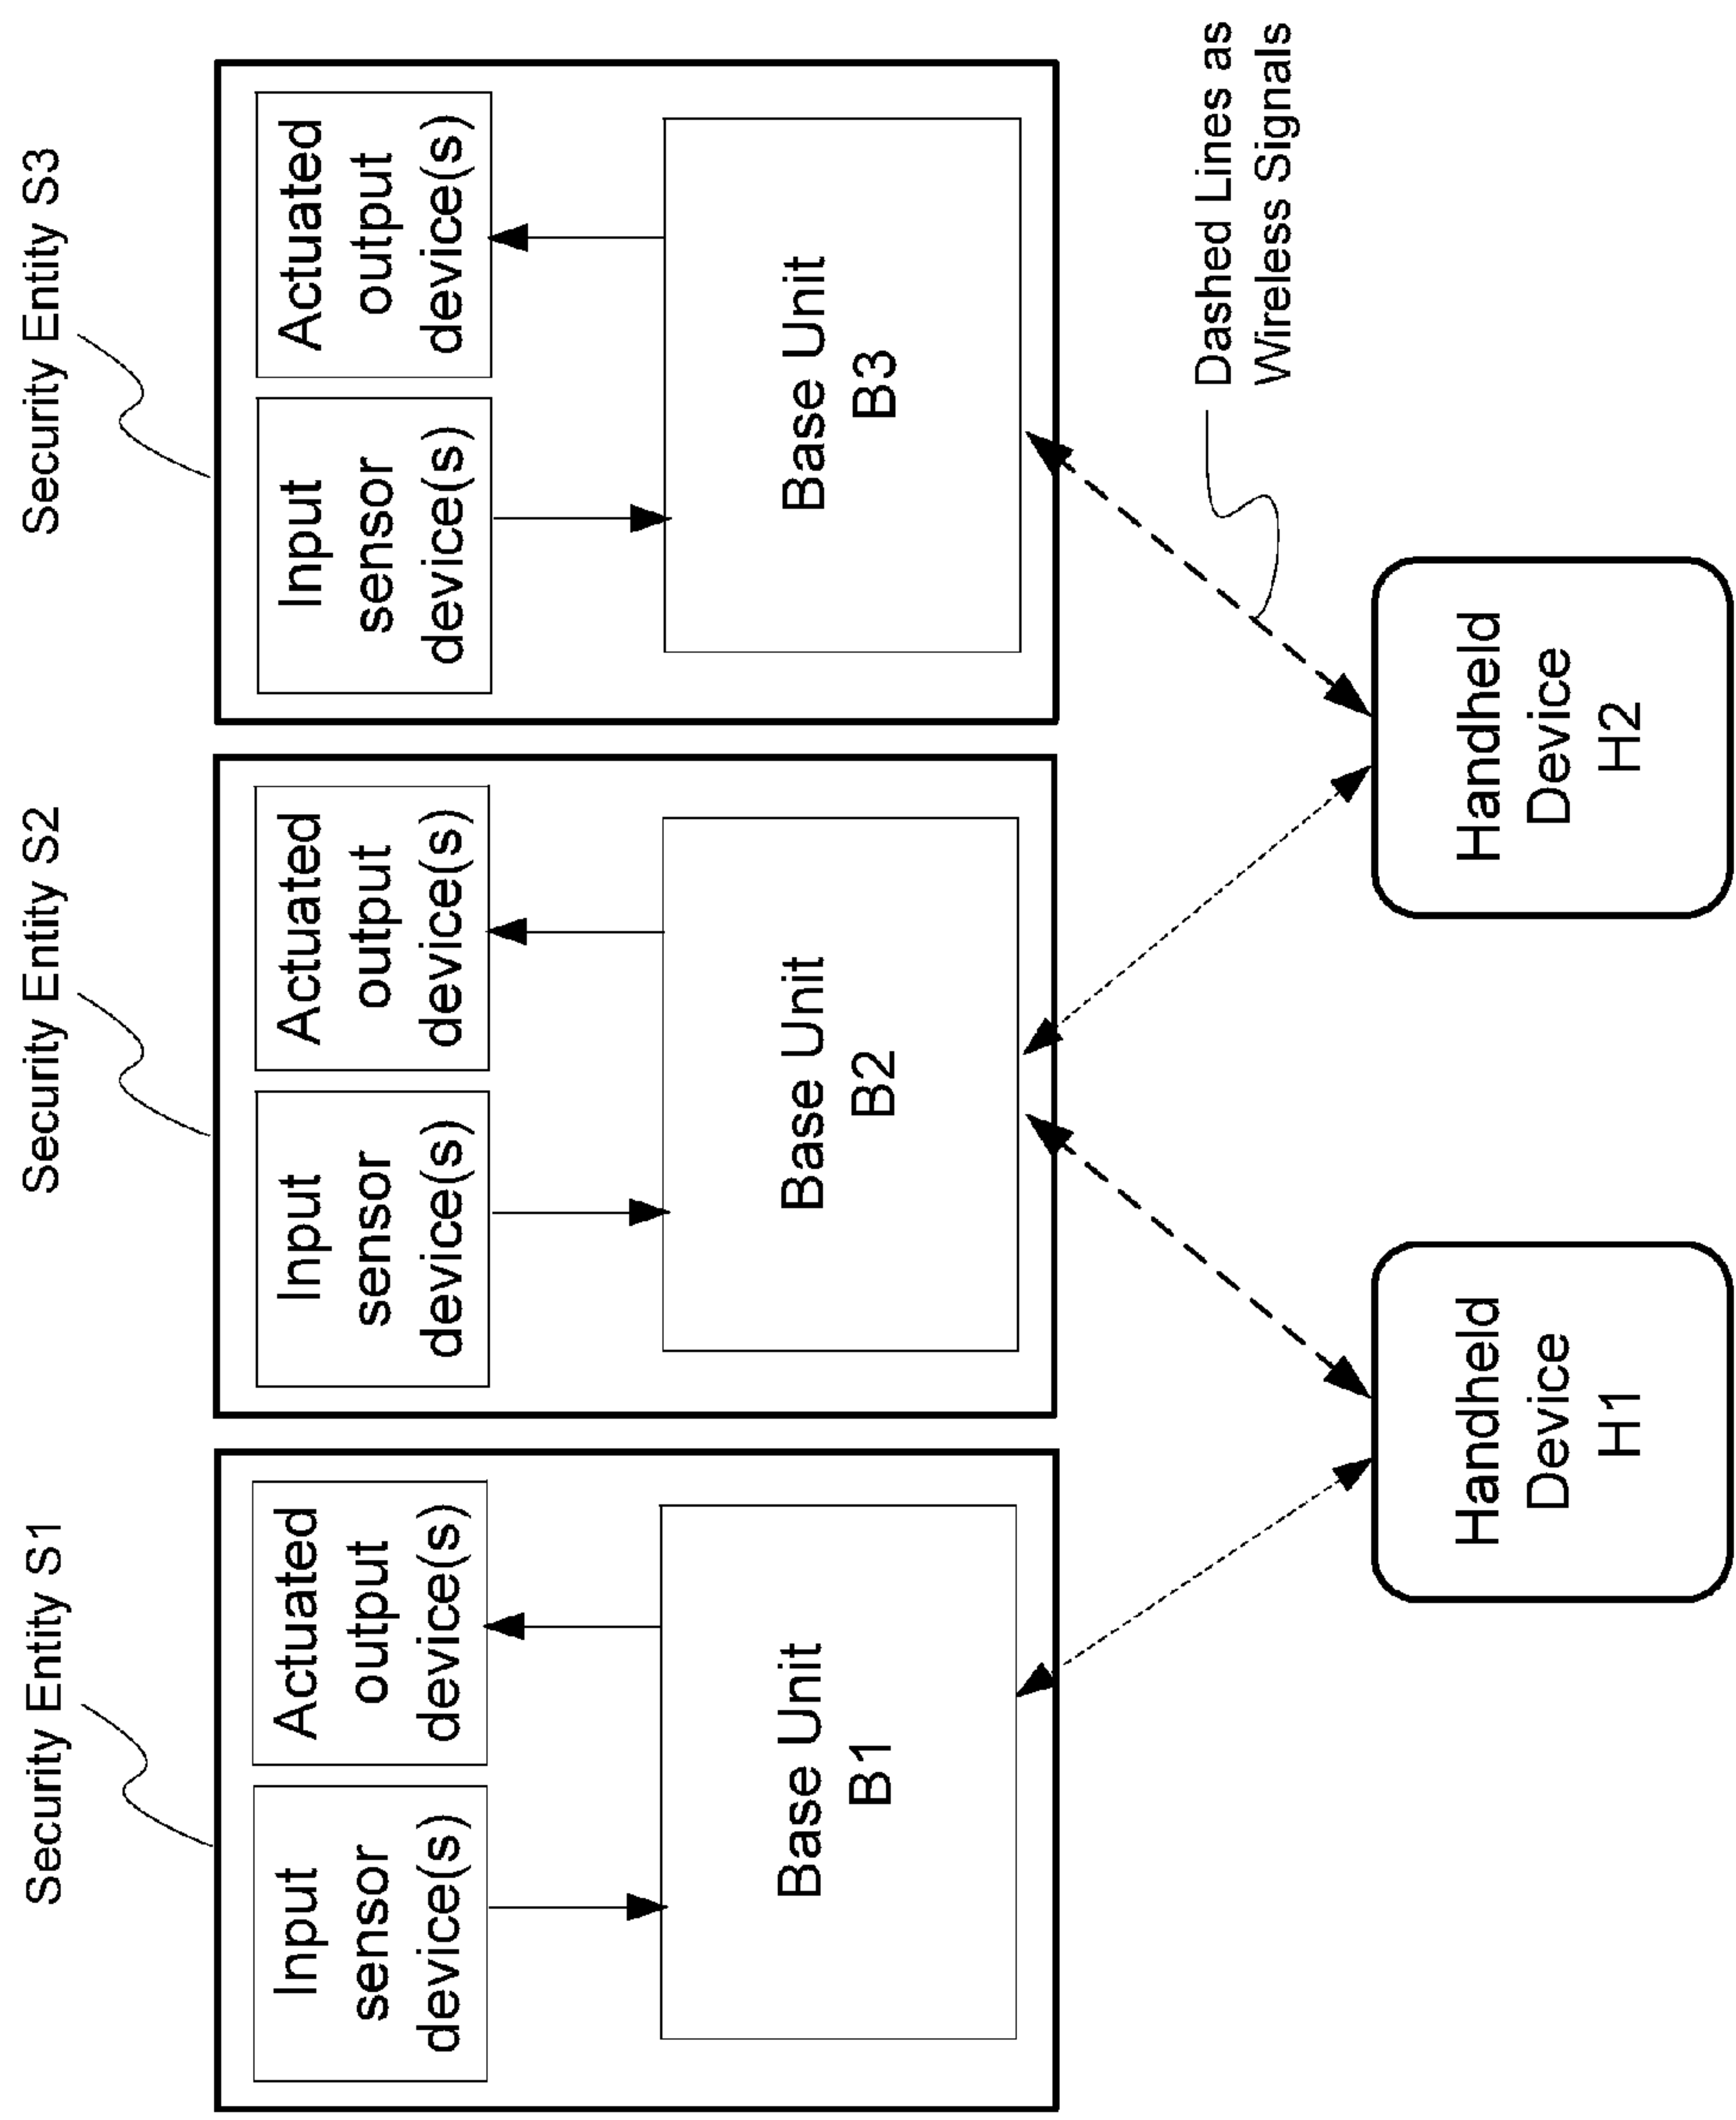 Security Entity S1
Security Entity S2
Security Entity S3
Input
sensor
device(s)
Actuated
output
device(s)
Input
sensor
device(s)
Actuated
output
device(s)
Input
sensor
device(s)
Actuated
output
device(s)
Base Unit
B1
Base Unit
B2
Base Unit
B3
Dashed Lines as
Wireless Signals
Handheld
Device
H1
Handheld
Device
H2